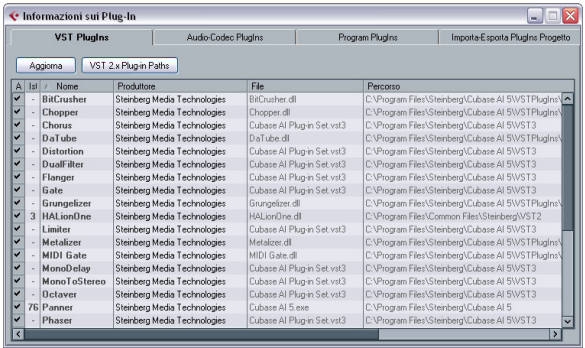 Informazioni sui Plug-In
VST PlugIns Audio-Codec PlugIns Program PlugIns Importa-Esporta PlugIns Progetto
Aggiorna VST 2.x Plug-in Paths
A Ist / Nome Produttore File Percorso
- BitCrusher Steinberg Media Technologies BitCrusher.dll C:\Program Files\Steinberg\Cubase AI 5\VSTPlugIns\
- Chopper Steinberg Media Technologies Chopper.dll C:\Program Files\Steinberg\Cubase AI 5\VSTPlugIns\
- Chorus Steinberg Media Technologies Cubase AI Plug-in Set.vst3 C:\Program Files\Steinberg\Cubase AI 5\VST3
- DaTube Steinberg Media Technologies DaTube.dll C:\Program Files\Steinberg\Cubase AI 5\VSTPlugIns\
- Distortion Steinberg Media Technologies Cubase AI Plug-in Set.vst3 C:\Program Files\Steinberg\Cubase AI 5\VST3
- DualFilter Steinberg Media Technologies Cubase AI Plug-in Set.vst3 C:\Program Files\Steinberg\Cubase AI 5\VST3
- Flanger Steinberg Media Technologies Cubase AI Plug-in Set.vst3 C:\Program Files\Steinberg\Cubase AI 5\VST3
- Gate Steinberg Media Technologies Cubase AI Plug-in Set.vst3 C:\Program Files\Steinberg\Cubase AI 5\VST3
- Grungelizer Steinberg Media Technologies Grungelizer.dll C:\Program Files\Steinberg\Cubase AI 5\VSTPlugIns\
3 HALionOne Steinberg Media Technologies HALionOne.dll C:\Program Files\Common Files\Steinberg\VST2
- Limiter Steinberg Media Technologies Cubase AI Plug-in Set.vst3 C:\Program Files\Steinberg\Cubase AI 5\VST3
- Metalizer Steinberg Media Technologies Metalizer.dll C:\Program Files\Steinberg\Cubase AI 5\VSTPlugIns\
- MIDI Gate Steinberg Media Technologies MIDI Gate.dll C:\Program Files\Steinberg\Cubase AI 5\VSTPlugIns\
- MonoDelay Steinberg Media Technologies Cubase AI Plug-in Set.vst3 C:\Program Files\Steinberg\Cubase AI 5\VST3
- MonoToStereo Steinberg Media Technologies Cubase AI Plug-in Set.vst3 C:\Program Files\Steinberg\Cubase AI 5\VST3
- Octaver Steinberg Media Technologies Cubase AI Plug-in Set.vst3 C:\Program Files\Steinberg\Cubase AI 5\VST3
76 Panner Steinberg Media Technologies Cubase AI 5.exe C:\Program Files\Steinberg\Cubase AI 5
- Phaser Steinberg Media Technologies Cubase AI Plug-in Set.vst3 C:\Program Files\Steinberg\Cubase AI 5\VST3